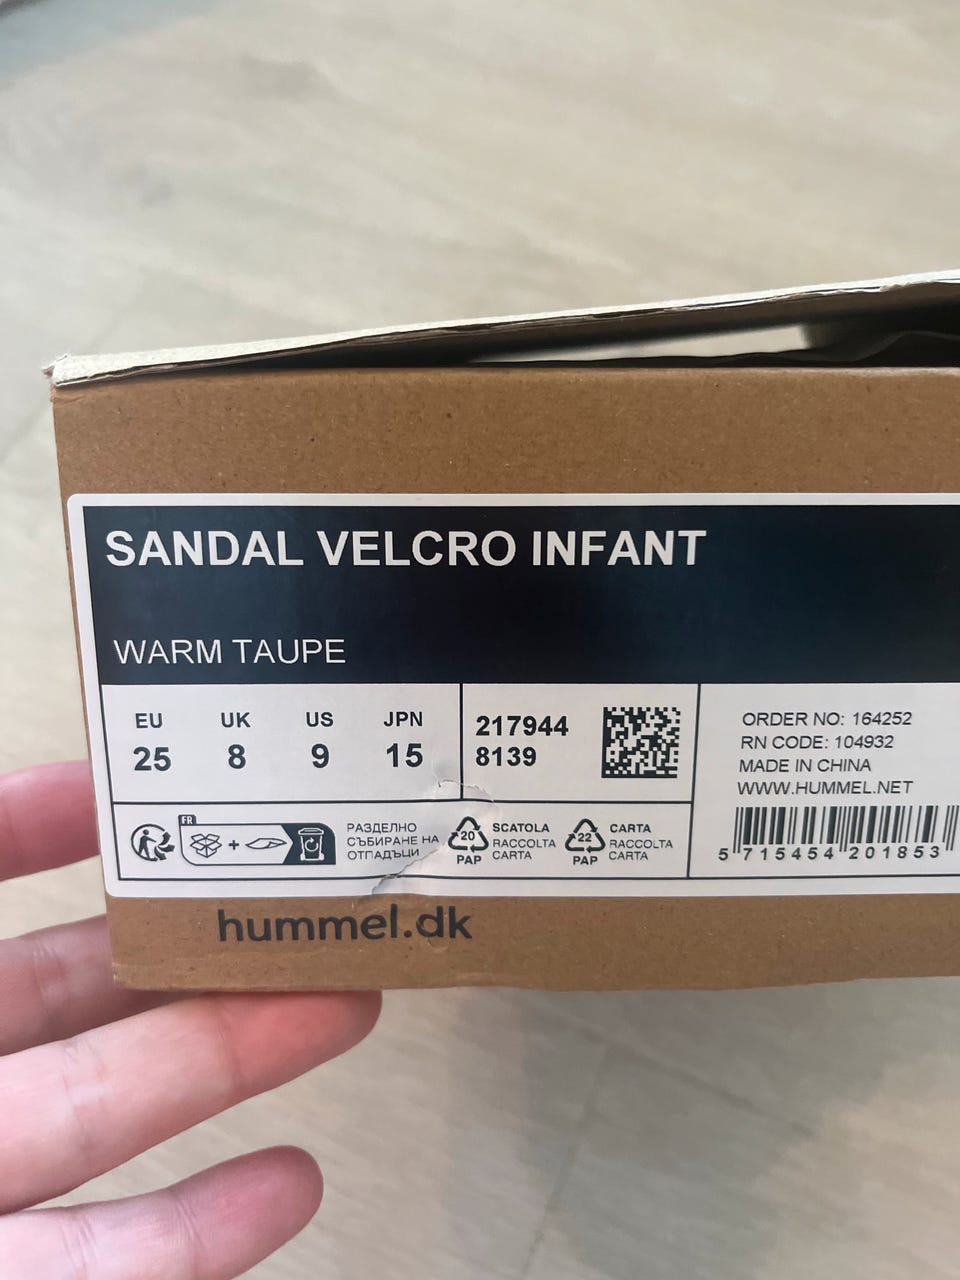 SANDAL VELCRO INFANT
WARM TAUPE
EU UK US JPN
25 8 9 15
217944
8139
ORDER NO: 164252
RN CODE: 104932
MADE IN CHINA
WWW.HUMMEL.NET
5 715454 201853
FR
+
РАЗДЕЛНО
СЪБИРАНЕ НА
ОТПАДЪЦИ
20
PAP
SCATOLA
RACCOLTA
CARTA
22
PAP
CARTA
RACCOLTA
CARTA
hummel.dk